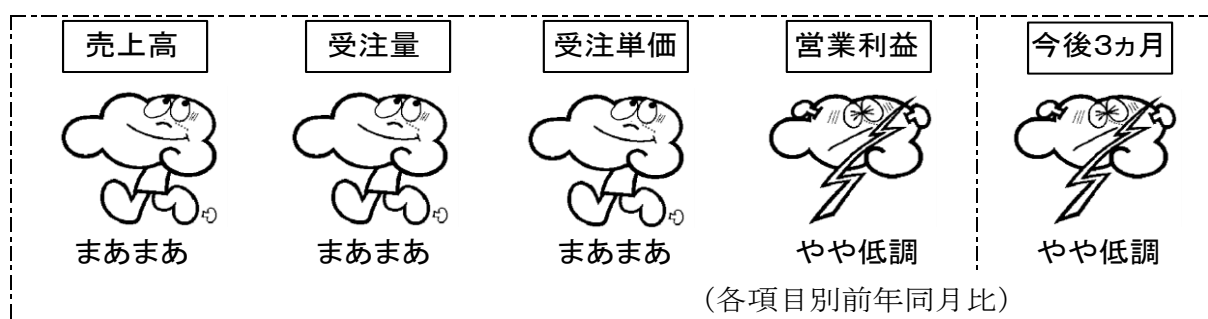 売上高 受注量 受注単価 営業利益 今後3ヵ月
まあまあ まあまあ まあまあ やや低調 やや低調
（各項目別前年同月比）